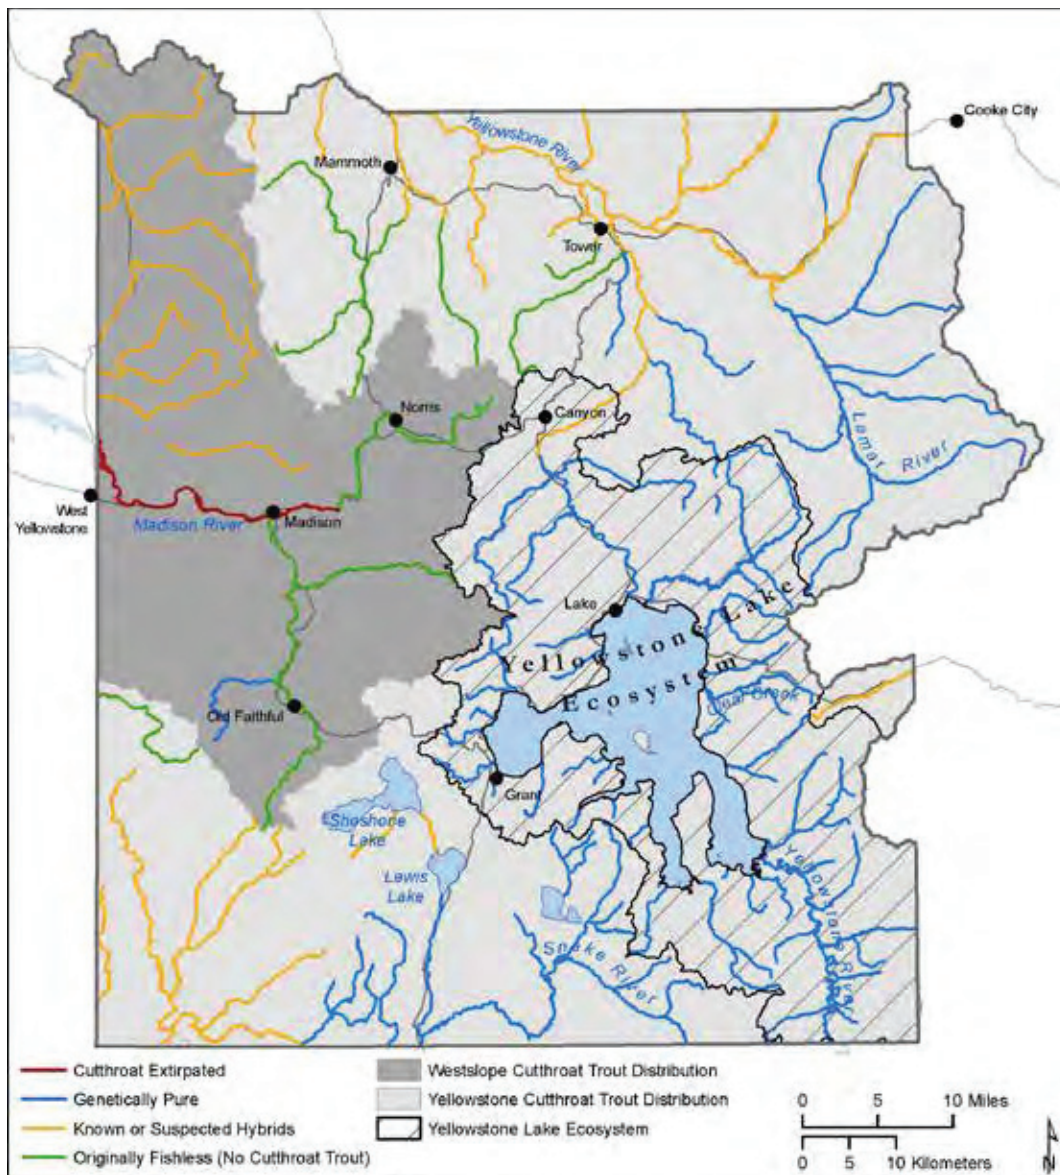 Cooke City
Yellowstone River
Mammoth
Tower
Norris
Canyon
Lamar River
West
Yellowstone
Madison River
Madison
Lake
Yellowstone Lake
Ecosystem
Clear Creek
Old Faithful
Grant
Shoshone
Lake
Lewis
Lake
Yellowstone River
Snake River
Cutthroat Extirpated
Genetically Pure
Known or Suspected Hybrids
Originally Fishless (No Cutthroat Trout)
Westslope Cutthroat Trout Distribution
Yellowstone Cutthroat Trout Distribution
Yellowstone Lake Ecosystem
0 5 10 Miles
0 5 10 Kilometers
N